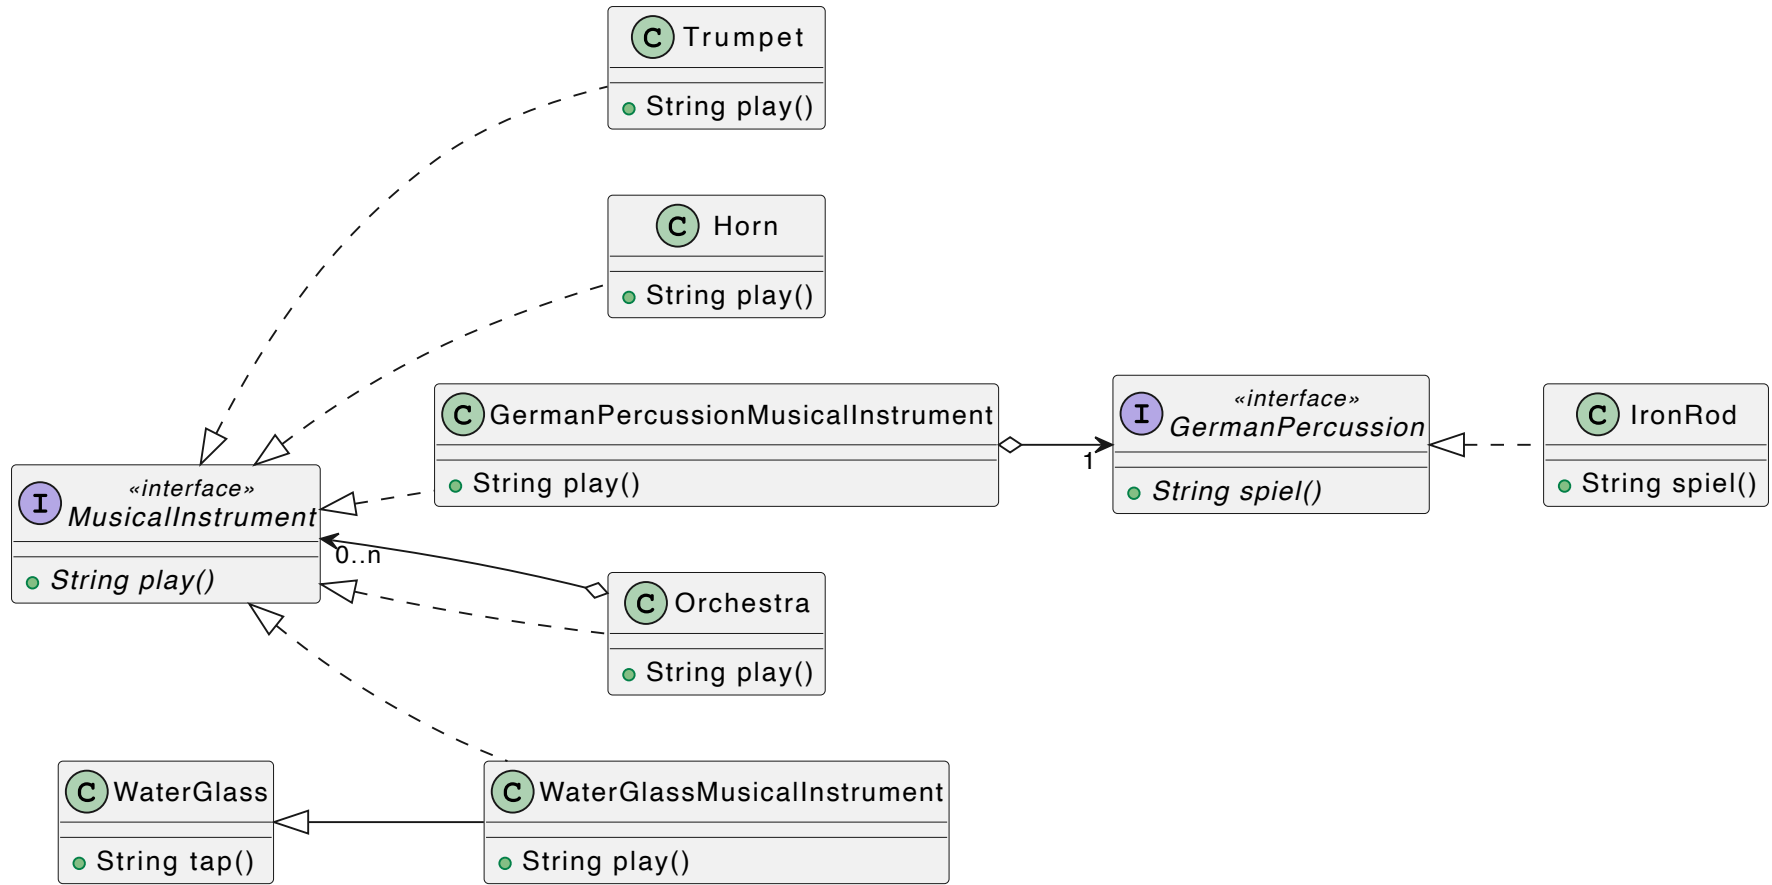 C Trumpet
String play()
C Horn
String play()
C GermanPercussionMusicalInstrument
String play()
1
I «interface»
GermanPercussion
String spiel()
C IronRod
String spiel()
I «interface»
MusicalInstrument
String play()
0..n
C Orchestra
String play()
C WaterGlass
String tap()
C WaterGlassMusicalInstrument
String play()